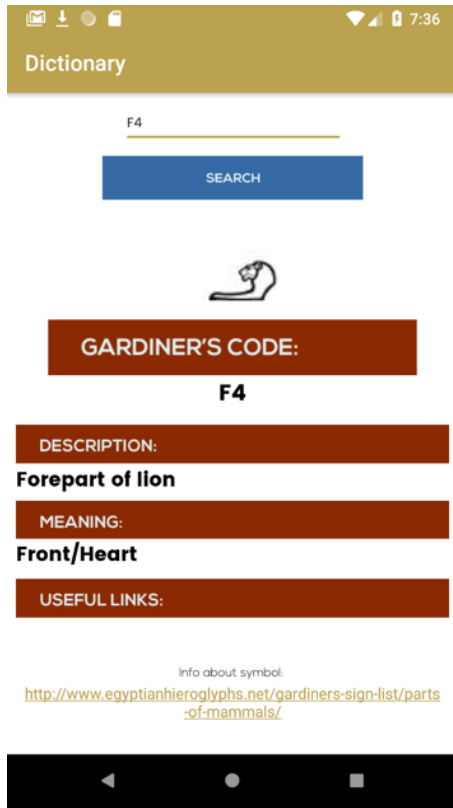 7:36
Dictionary
F4
SEARCH
GARDINER'S CODE:
F4
DESCRIPTION:
Forepart of lion
MEANING:
Front/Heart
USEFUL LINKS:
Info about symbol:
http://www.egyptianhieroglyphs.net/gardiners-sign-list/parts
-of-mammals/